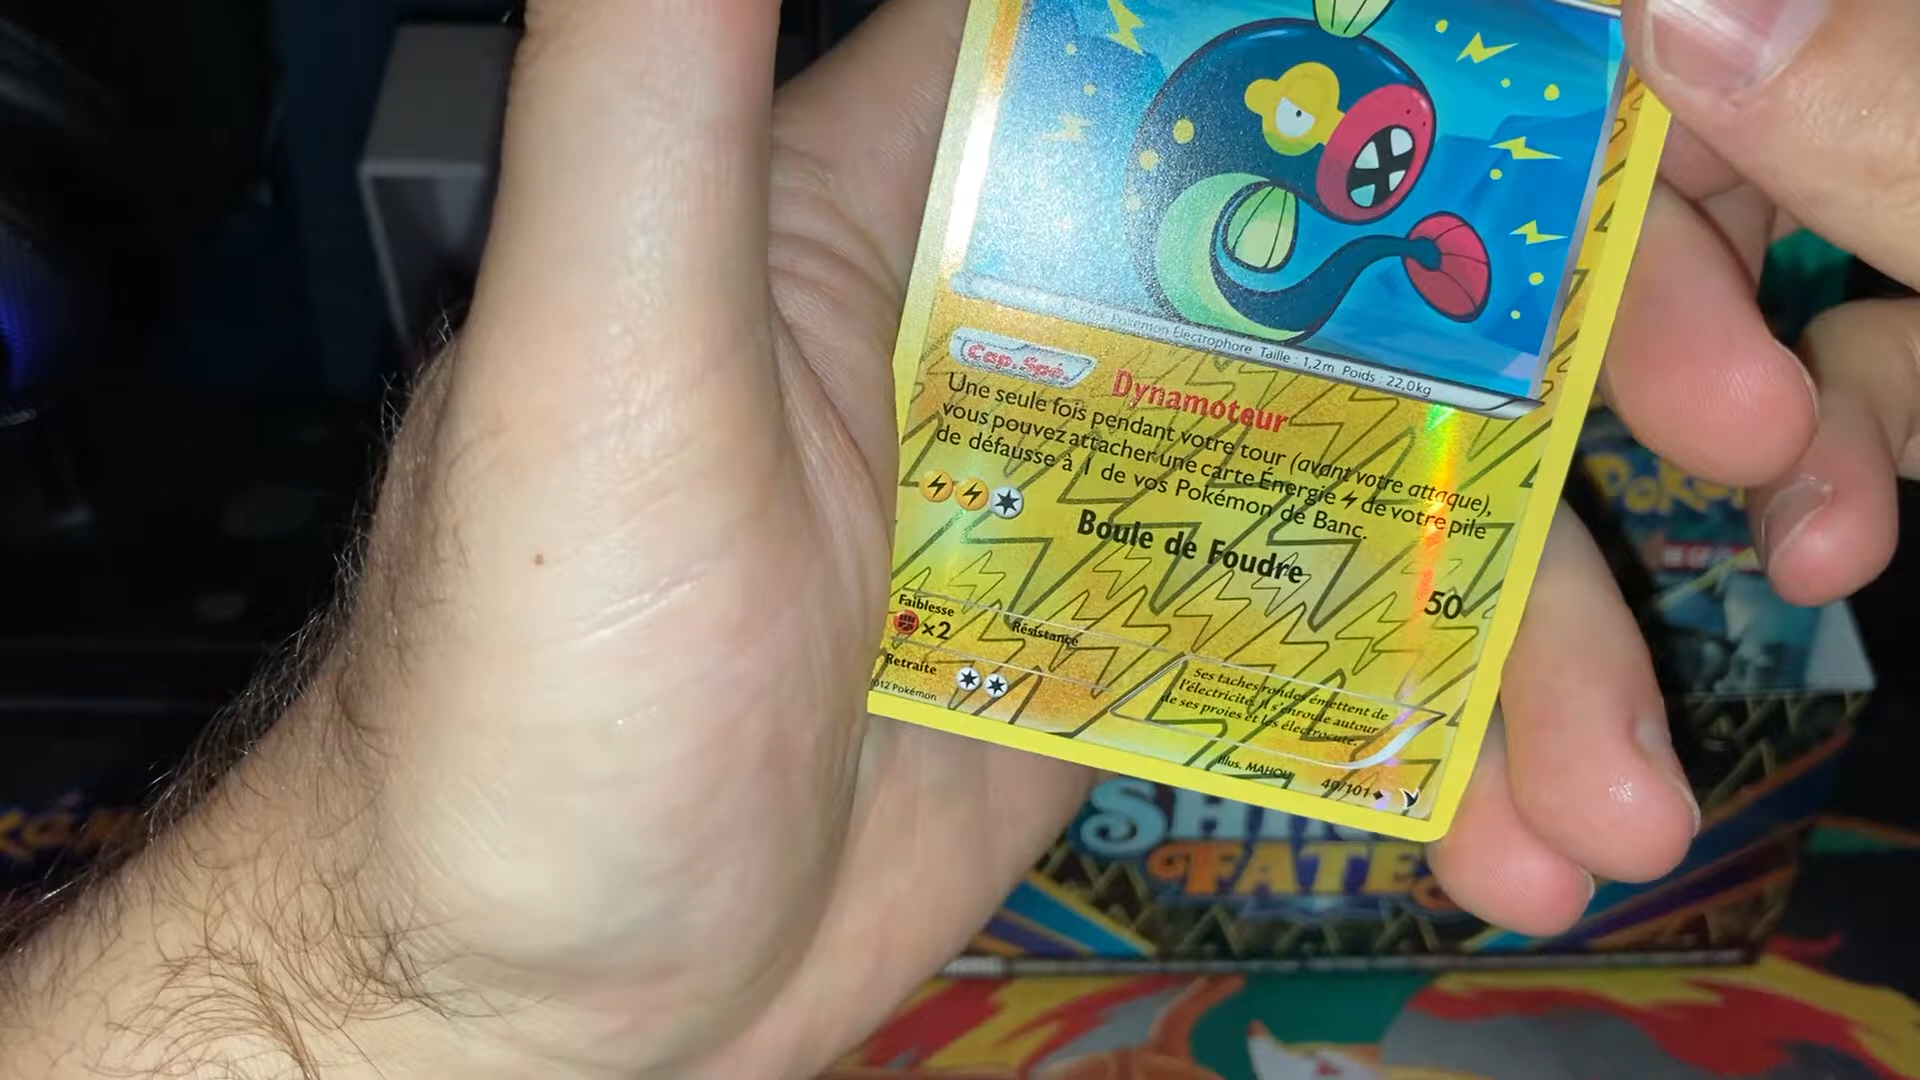 Pokémon Électrophore Taille : 1,2 m Poids : 22,0 kg
Cap. Spé. Dynamoteur
Une seule fois pendant votre tour (avant votre attaque),
vous pouvez attacher une carte Énergie de votre pile
de défausse à 1 de vos Pokémon de Banc.
Boule de Foudre 50
Faiblesse
×2
Résistance
Retraite
Ses taches rondes émettent de
l'électricité. Il s'enroule autour
de ses proies et les électrocute.
Pokémon
Illus. MAHOU
40/101
FATES